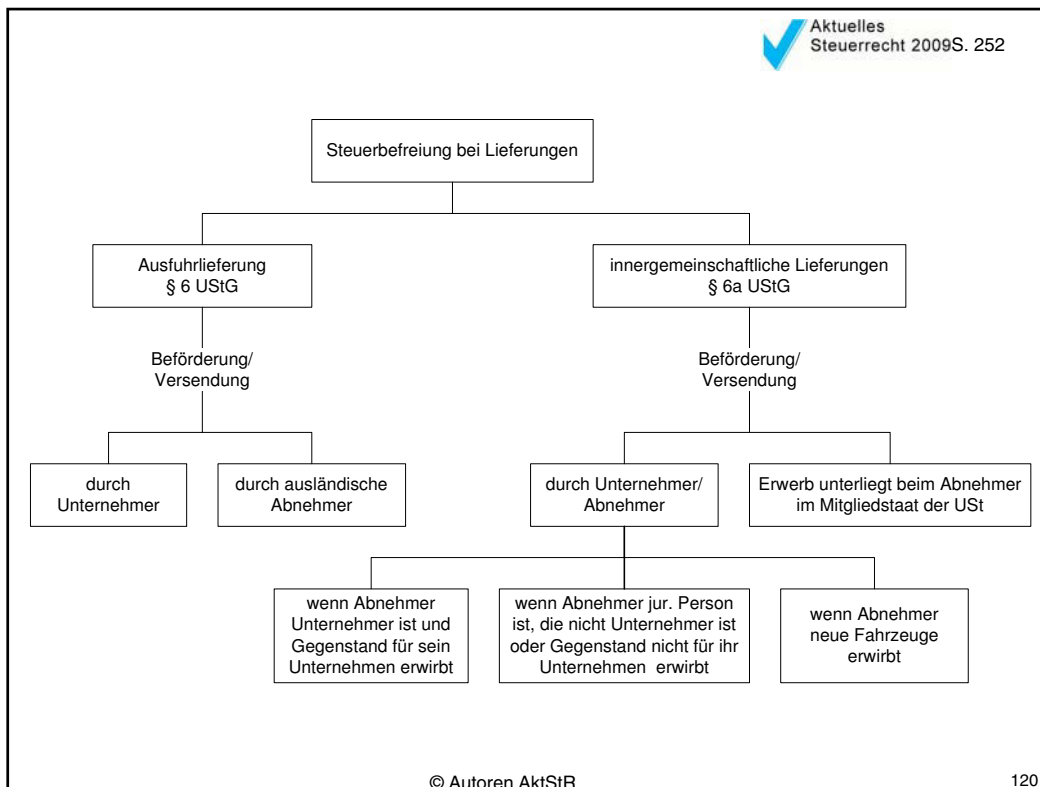 Aktuelles
Steuerrecht 2009S. 252
Steuerbefreiung bei Lieferungen
Ausfuhrlieferung
§ 6 UStG
innergemeinschaftliche Lieferungen
§ 6a UStG
Beförderung/
Versendung
Beförderung/
Versendung
durch
Unternehmer
durch ausländische
Abnehmer
durch Unternehmer/
Abnehmer
Erwerb unterliegt beim Abnehmer
im Mitgliedstaat der USt
wenn Abnehmer
Unternehmer ist und
Gegenstand für sein
Unternehmen erwirbt
wenn Abnehmer jur. Person
ist, die nicht Unternehmer ist
oder Gegenstand nicht für ihr
Unternehmen erwirbt
wenn Abnehmer
neue Fahrzeuge
erwirbt
© Autoren AktStR
120